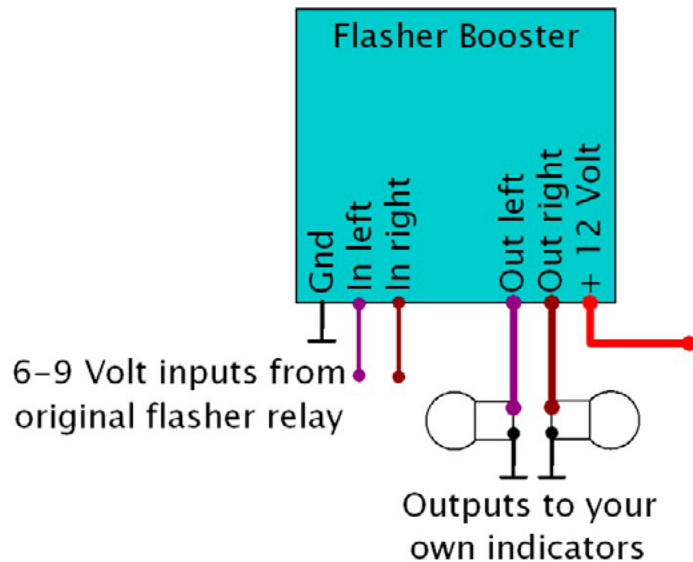 Flasher Booster
Gnd
In left
In right
Out left
Out right
+ 12 Volt
6-9 Volt inputs from
original flasher relay
Outputs to your
own indicators